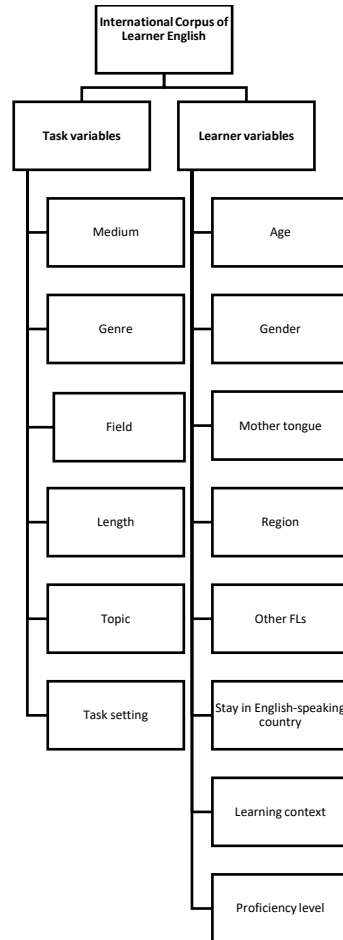 International Corpus of
Learner English
Task variables
Learner variables
Medium
Age
Genre
Gender
Field
Mother tongue
Length
Region
Topic
Other FLs
Task setting
Stay in English-speaking
country
Learning context
Proficiency level